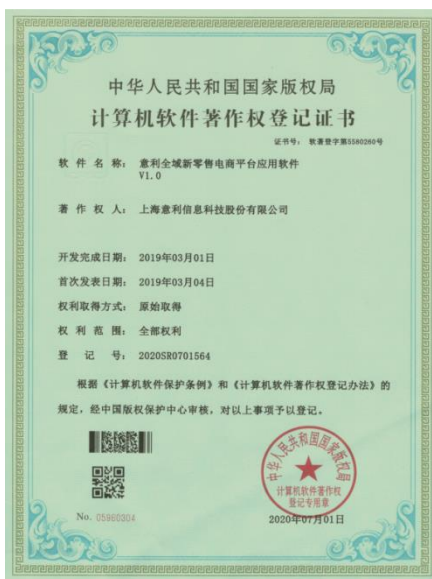 中华人民共和国国家版权局
计算机软件著作权登记证书
证书号： 软著登字第5580260号
软件名称： 意利全域新零售电商平台应用软件
V1.0
著作权人： 上海意利信息科技股份有限公司
开发完成日期： 2019年03月01日
首次发表日期： 2019年03月04日
权利取得方式： 原始取得
权利范围： 全部权利
登记号： 2020SR0701564
根据《计算机软件保护条例》和《计算机软件著作权登记办法》的
规定，经中国版权保护中心审核，对以上事项予以登记。
中华人民共和国国家版权局
计算机软件著作权
登记专用章
No. 05960304
2020年07月01日